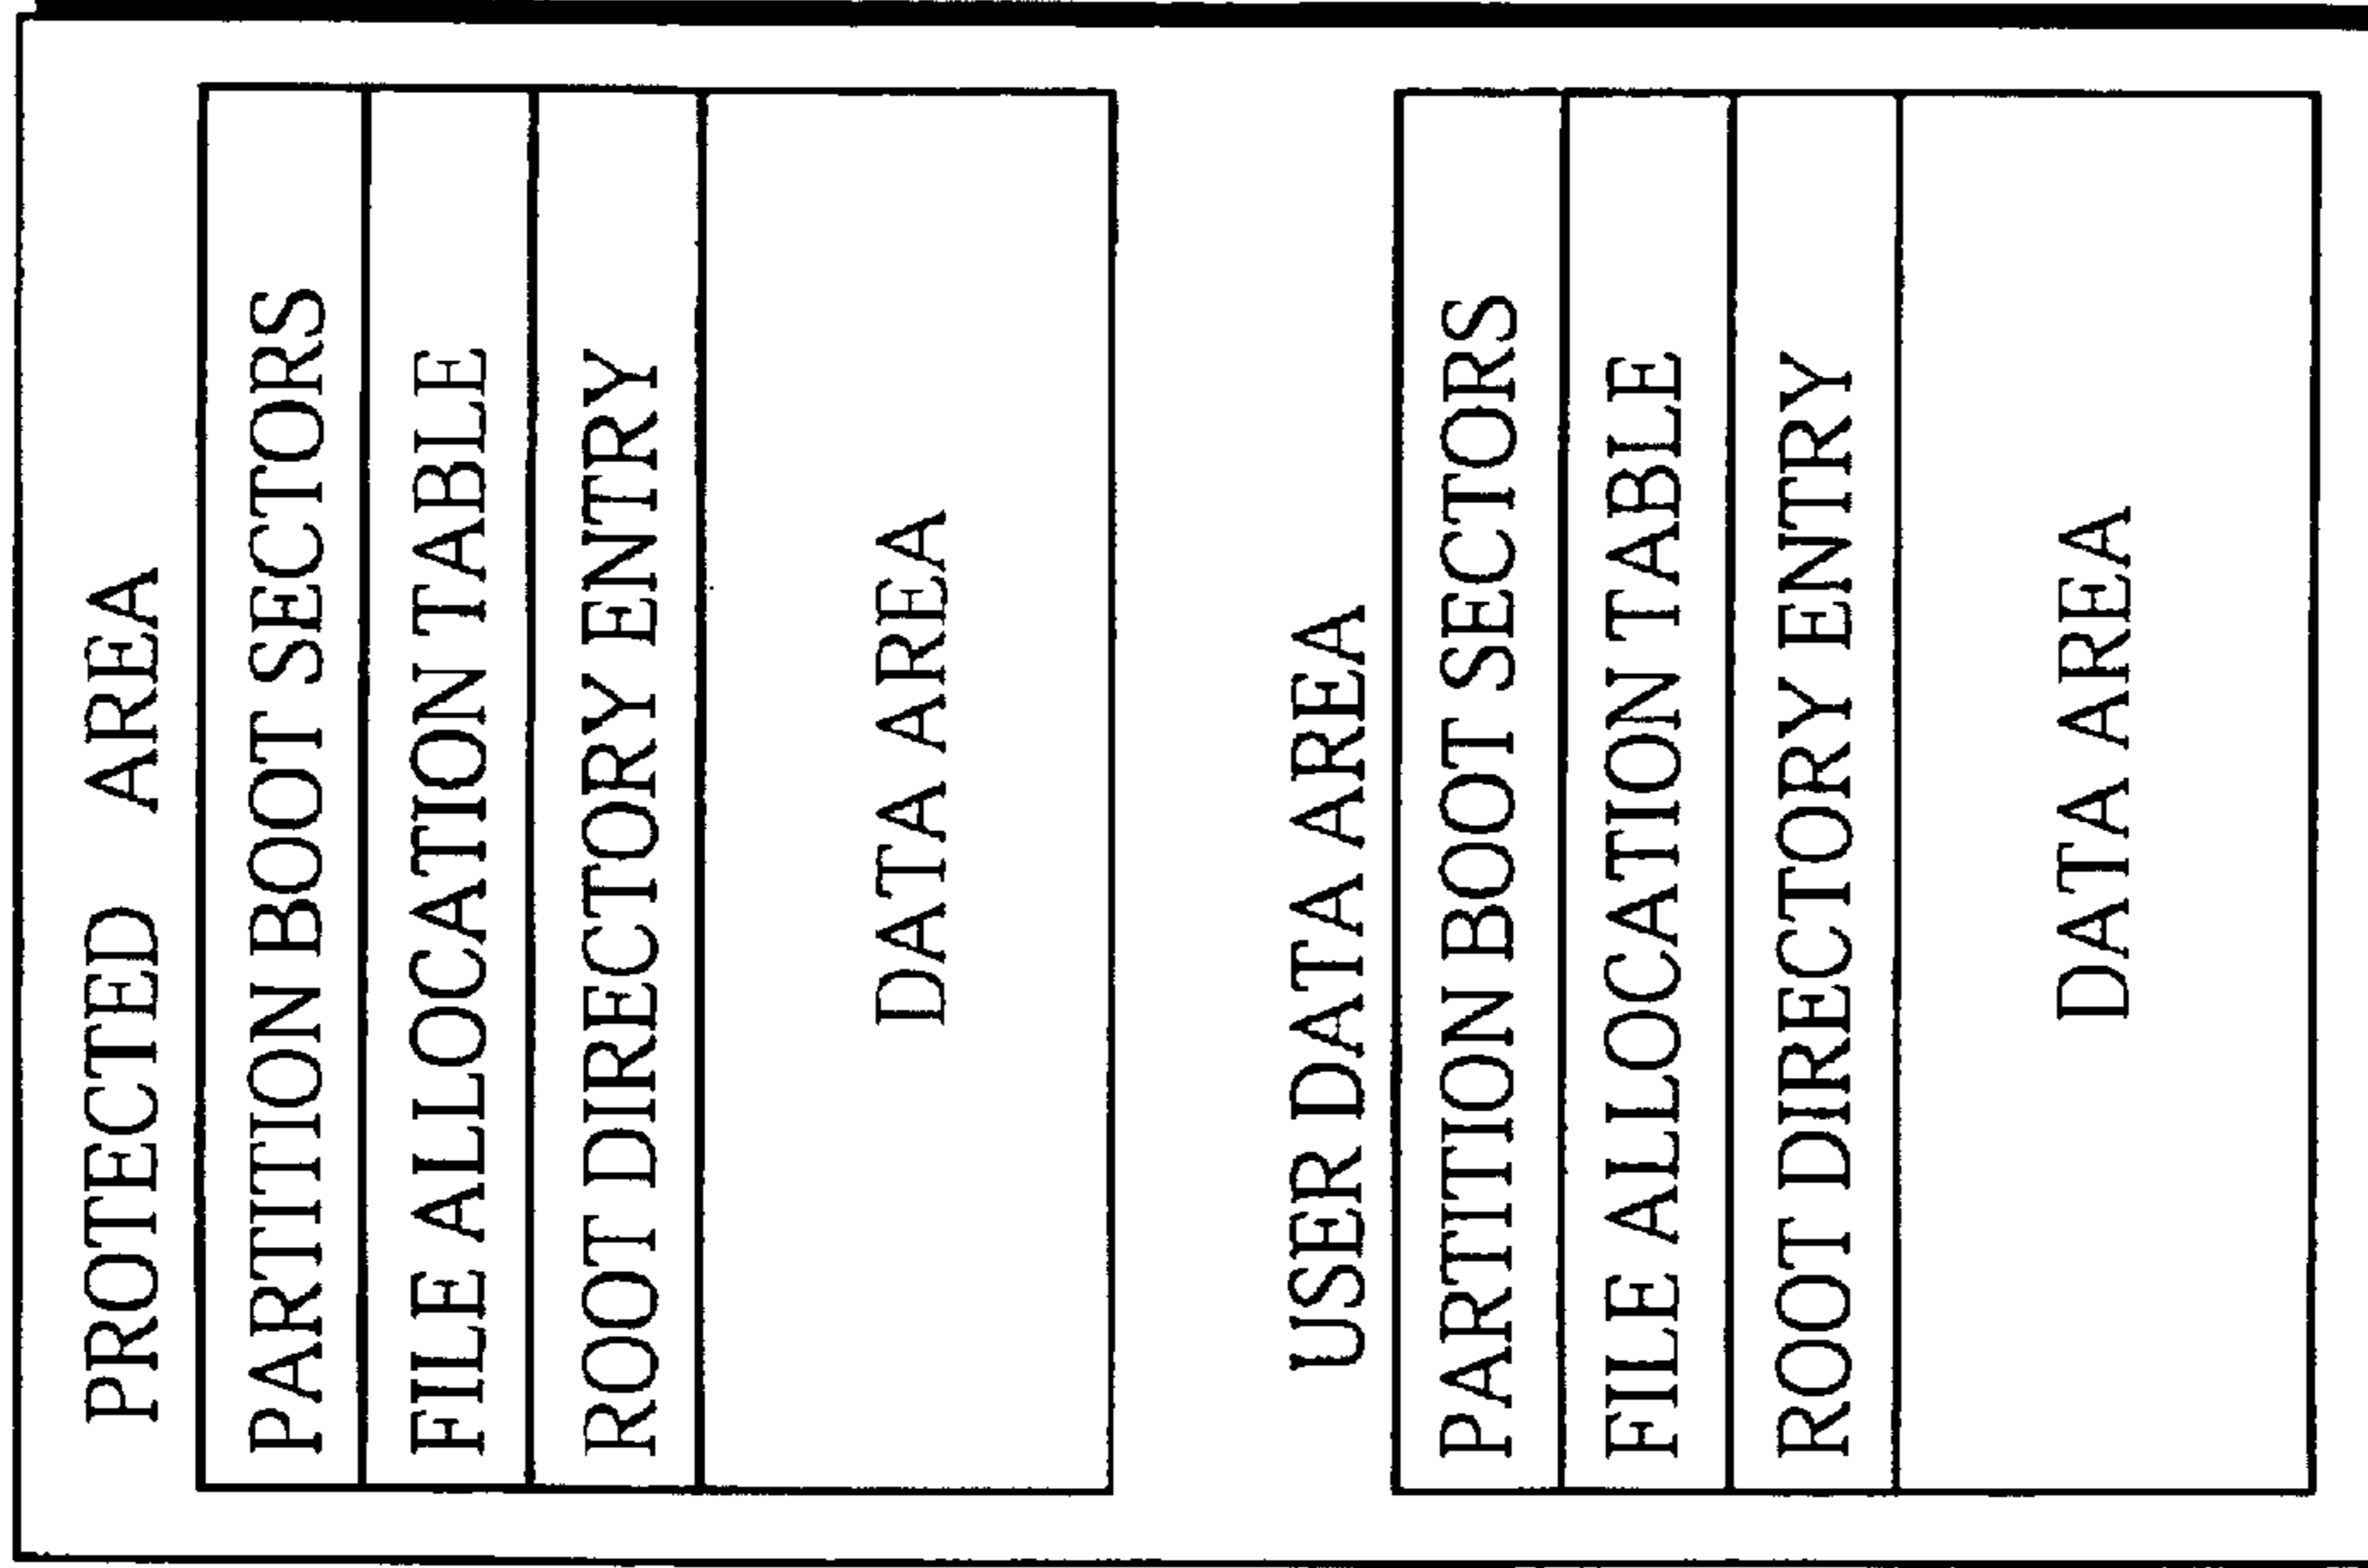 PROTECTED AREA
PARTITION BOOT SECTORS
FILE ALLOCATION TABLE
ROOT DIRECTORY ENTRY
DATA AREA
USER DATA AREA
PARTITION BOOT SECTORS
FILE ALLOCATION TABLE
ROOT DIRECTORY ENTRY
DATA AREA